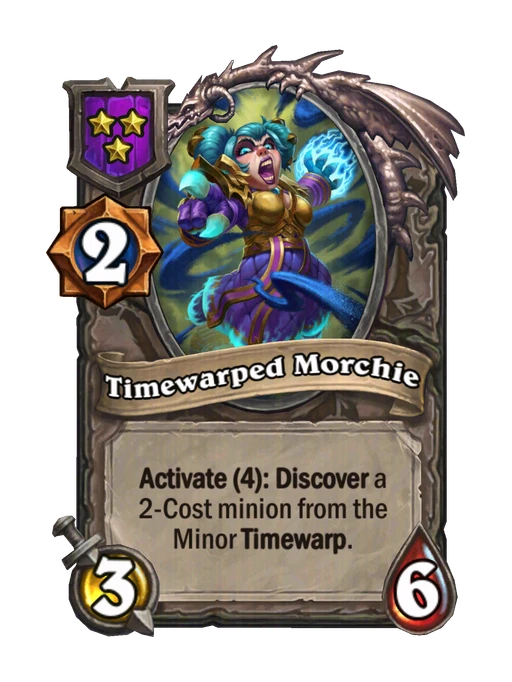 2
Timewarped Morchie
Activate (4): Discover a
2-Cost minion from the
Minor Timewarp.
3
6